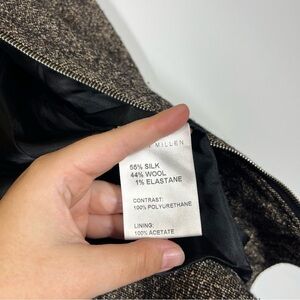 MILLEN
55% SILK
44% WOOL
1% ELASTANE
CONTRAST:
100% POLYURETHANE
LINING:
100% ACETATE